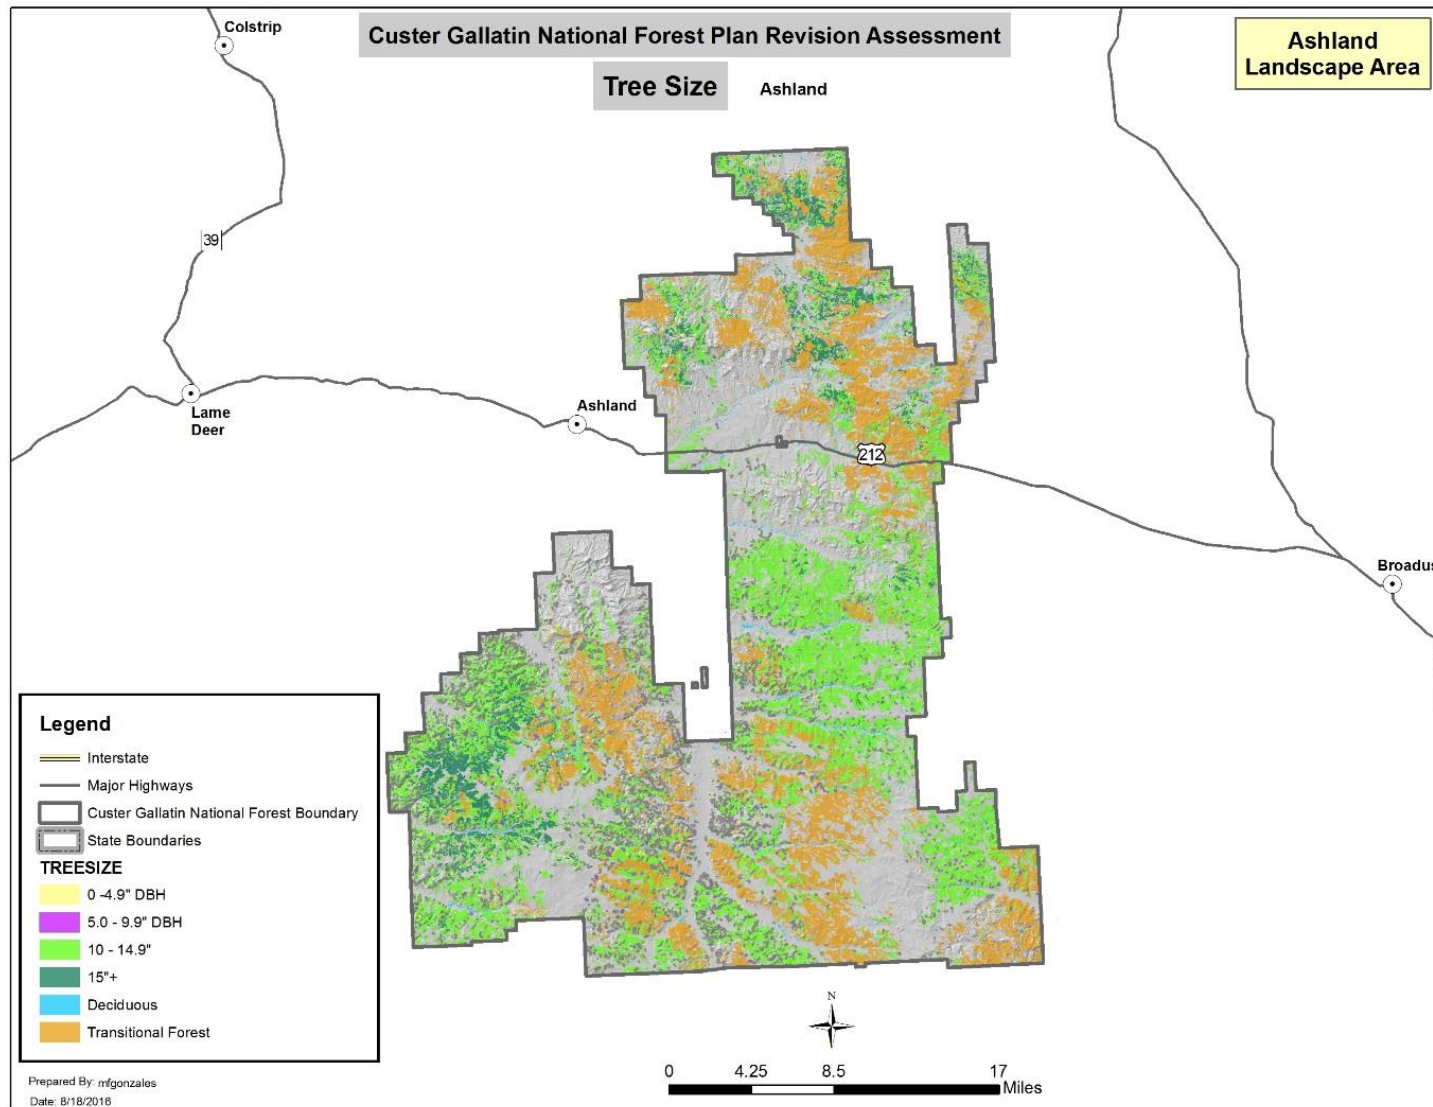 Colstrip
Custer Gallatin National Forest Plan Revision Assessment
Tree Size
Ashland
Ashland
Landscape Area
39
Lame
Deer
Ashland
212
Broadus
Legend
Interstate
Major Highways
Custer Gallatin National Forest Boundary
State Boundaries
TREESIZE
0 -4.9" DBH
5.0 - 9.9" DBH
10 - 14.9"
15"+
Deciduous
Transitional Forest
N
0 4.25 8.5 17
Miles
Prepared By: mfgonzales
Date: 8/18/2016